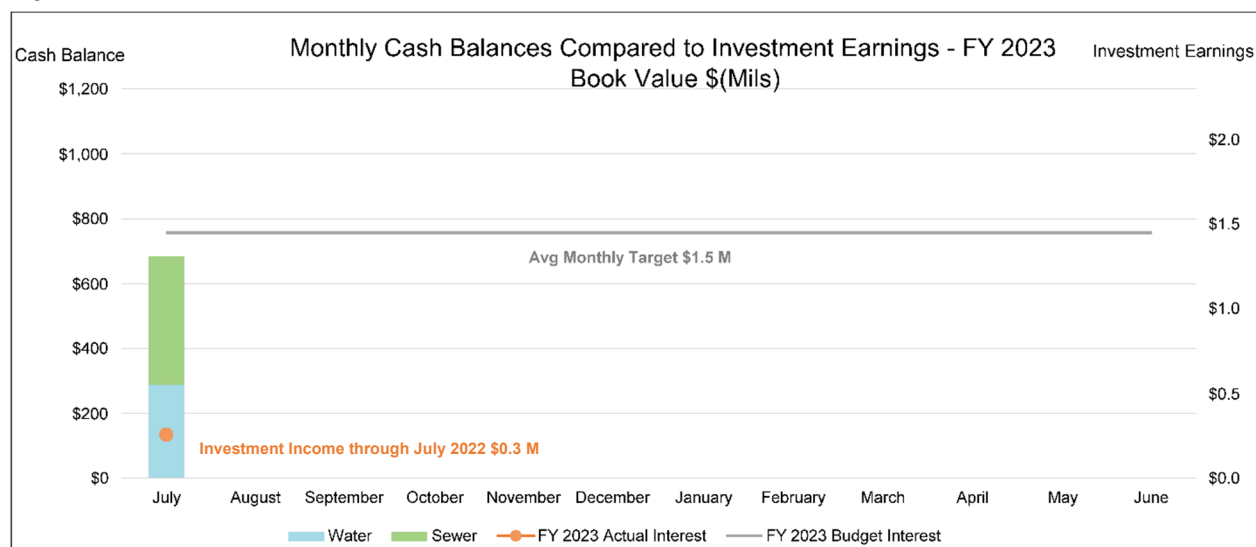 Monthly Cash Balances Compared to Investment Earnings - FY 2023
Book Value $(Mils)
Cash Balance
Investment Earnings
$1,200
$1,000
$800
$600
$400
$200
$0
$2.0
$1.5
$1.0
$0.5
$0.0
Avg Monthly Target $1.5 M
Investment Income through July 2022 $0.3 M
July August September October November December January February March April May June
Water Sewer FY 2023 Actual Interest FY 2023 Budget Interest